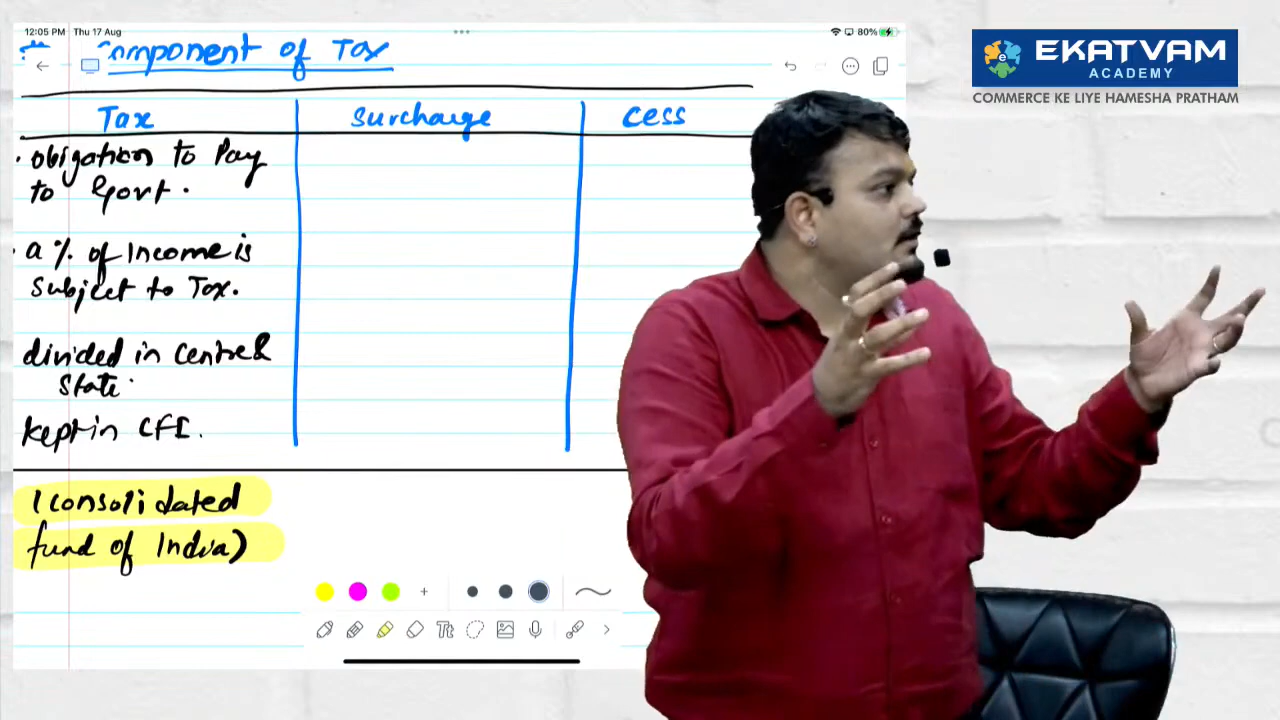 12:05 PM Thu 17 Aug
80%
Component of Tax
Tax
Surcharge
cess
· obigation to Pay
to Govt.
· a % of Income is
Subject to Tax.
divided in Centre &
State.
kept in CFI.
(Consolidated
fund of India)
Tt
EKATVAM
ACADEMY
COMMERCE KE LIYE HAMESHA PRATHAM